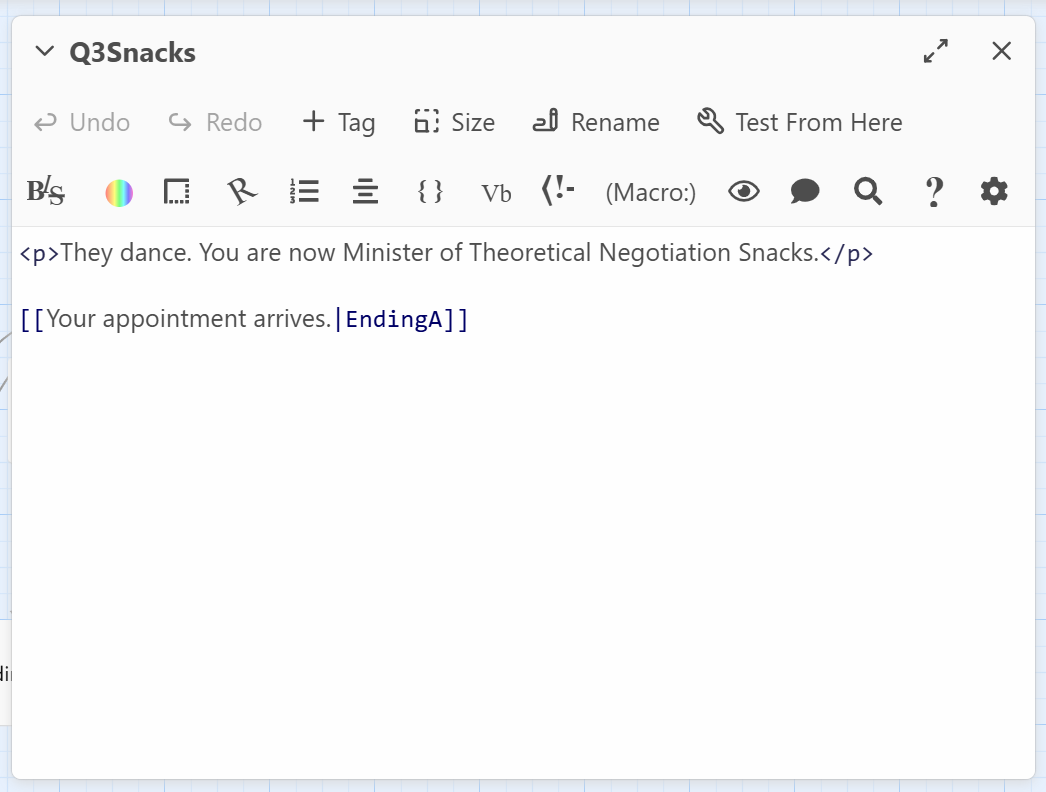 Q3Snacks
Undo Redo + Tag Size Rename Test From Here
BIS { } Vb (!- (Macro:) ?
<p>They dance. You are now Minister of Theoretical Negotiation Snacks.</p>
[[Your appointment arrives.|EndingA]]